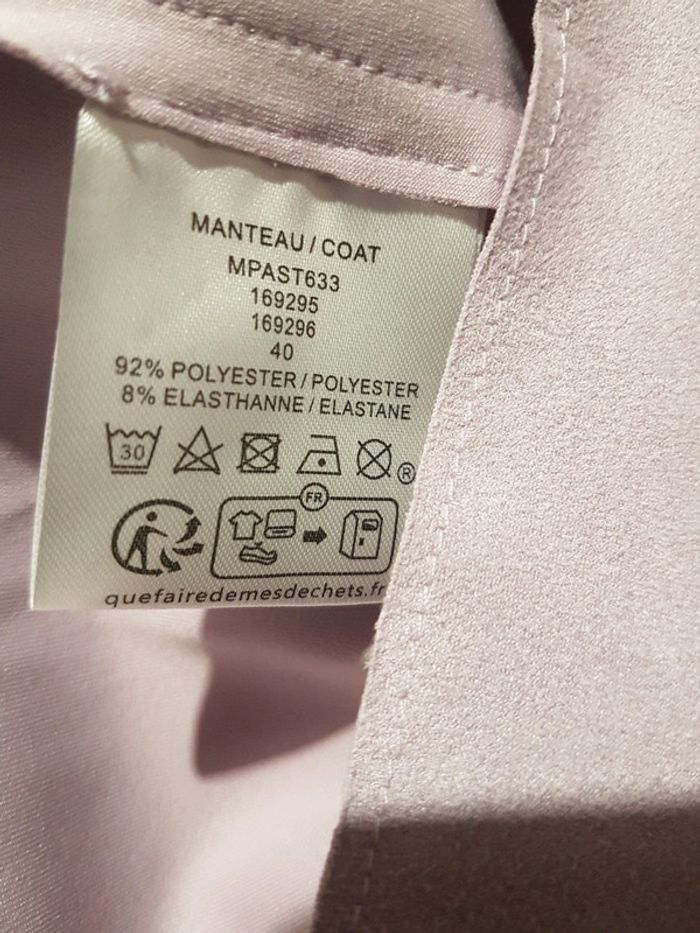 MANTEAU / COAT
MPAST633
169295
169296
40
92% POLYESTER / POLYESTER
8% ELASTHANNE / ELASTANE
30
®
FR
quefairedemesdechets.fr